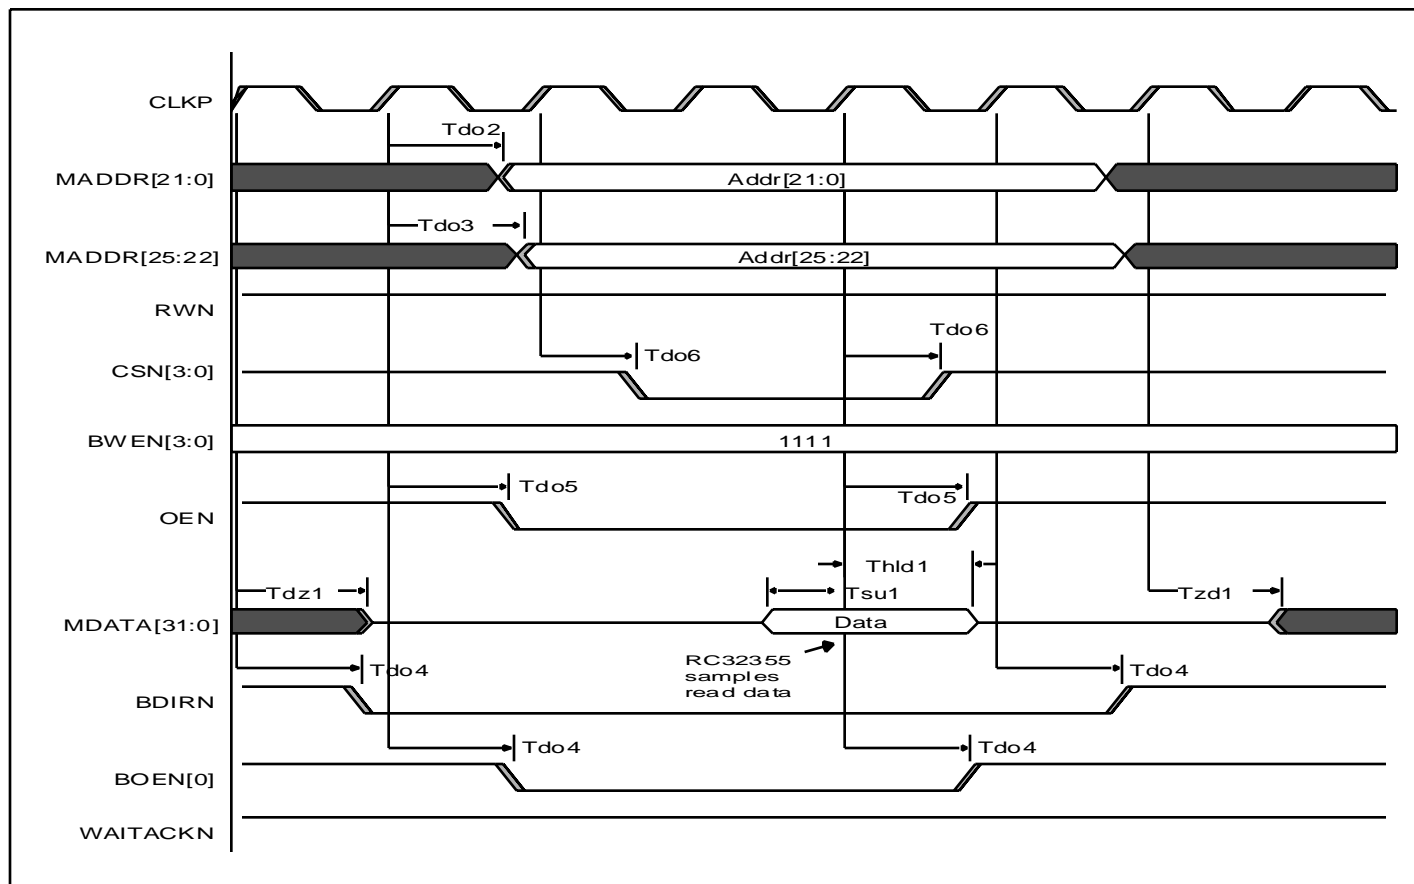 CLKP
Tdo2
MADDR[21:0]
Addr[21:0]
Tdo3
MADDR[25:22]
Addr[25:22]
RWN
Tdo6
Tdo6
CSN[3:0]
BWEN[3:0]
1111
Tdo5
Tdo5
OEN
Thld1
Tdz1
Tsu1
Tzd1
MDATA[31:0]
Data
RC32355
samples
read data
Tdo4
Tdo4
BDIRN
Tdo4
Tdo4
BOEN[0]
WAITACKN